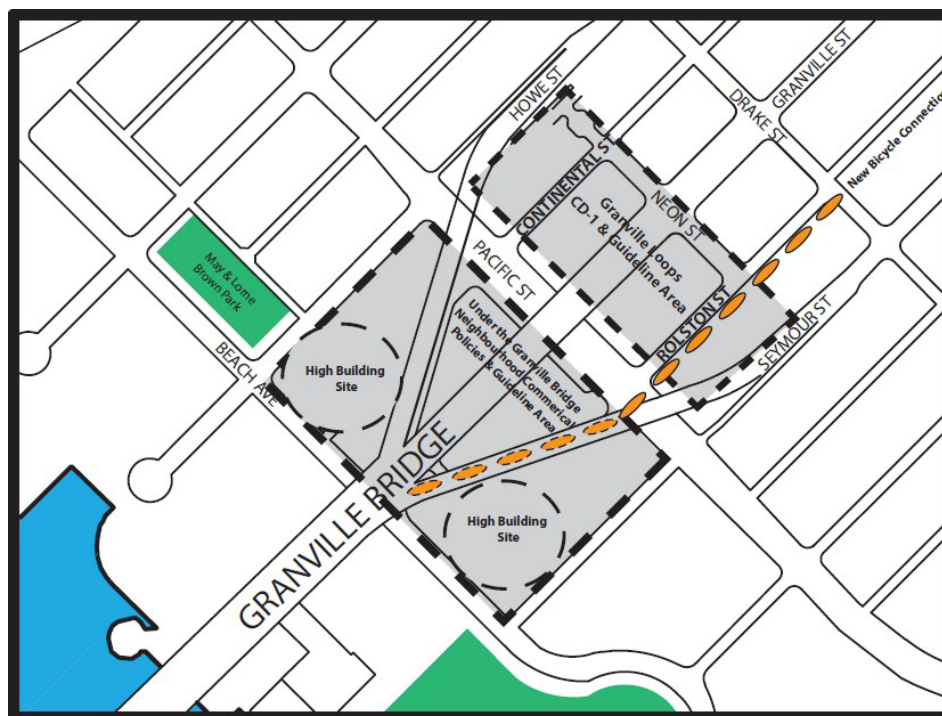 HOWE ST
GRANVILLE ST
DRAKE ST
New Bicycle Connection
CONTINENTAL ST
NEON ST
Granville Loops
CD-1 & Guideline Area
PACIFIC ST
ROLSTON ST
SEYMOUR ST
May & Lorne
Brown Park
BEACH AVE
High Building
Site
Under the Granville Bridge
Neighbourhood Commerical
Policies & Guideline Area
GRANVILLE BRIDGE
High Building
Site